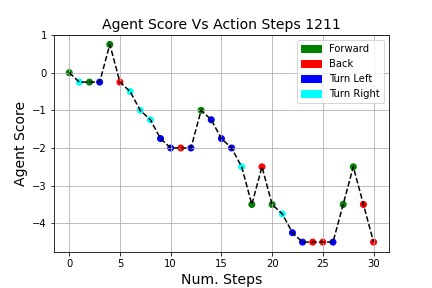 Agent Score Vs Action Steps 1211
Forward
Back
Turn Left
Turn Right
Agent Score
1
0
−1
−2
−3
−4
0 5 10 15 20 25 30
Num. Steps